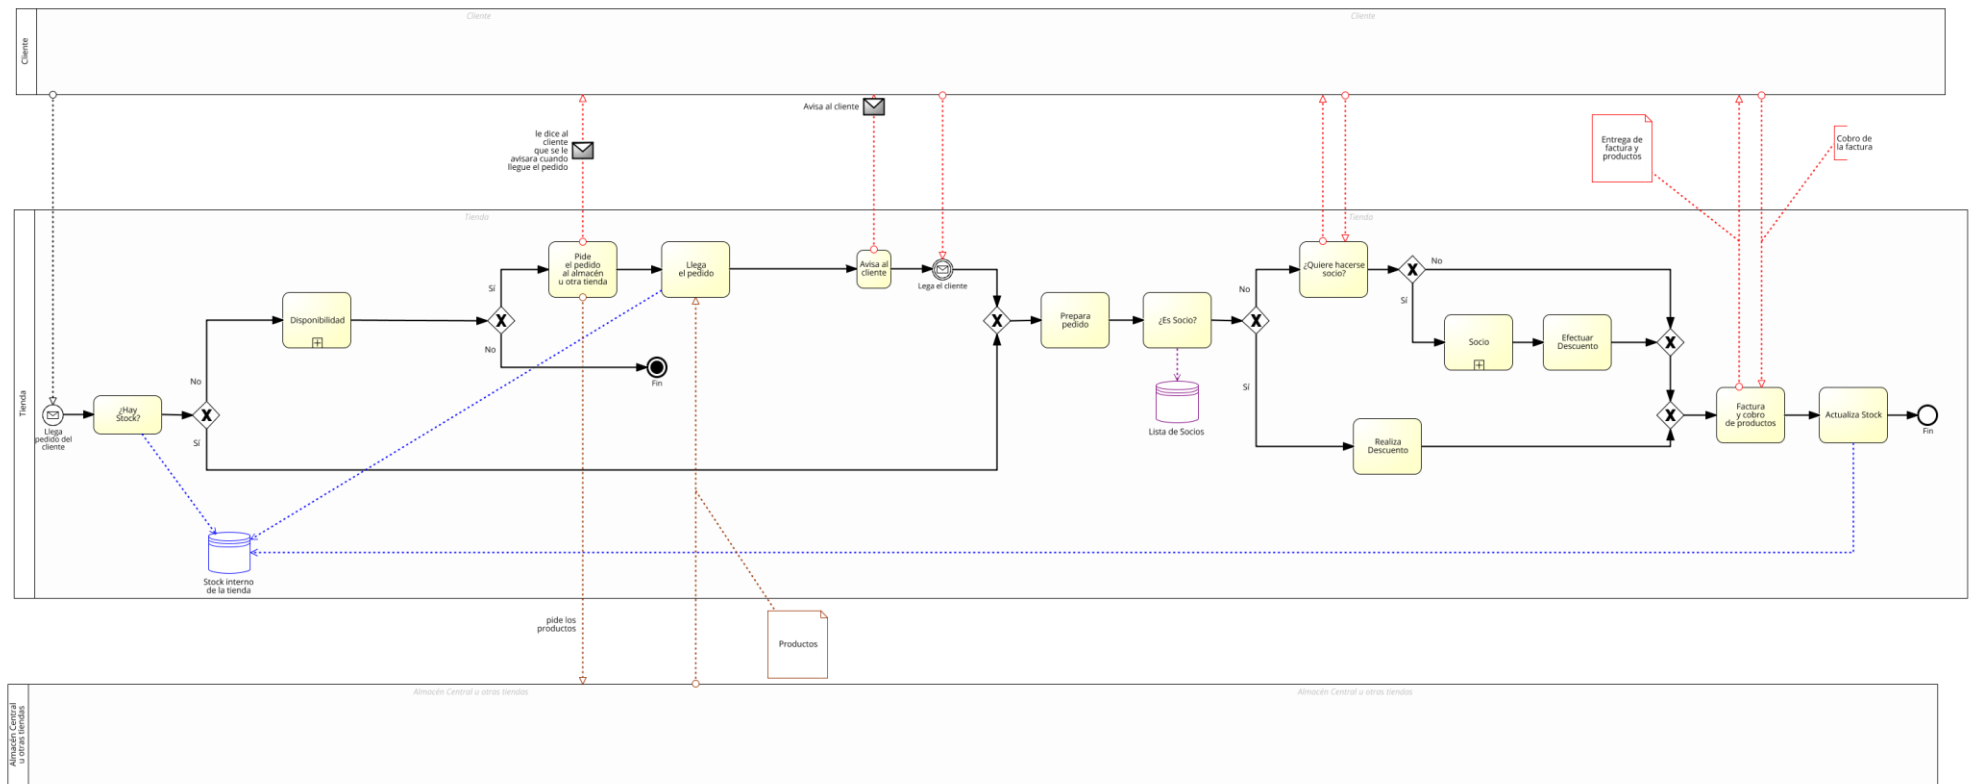 Cliente
Cliente
Cliente
Avisa al cliente
le dice al
cliente
que se le
avisara cuando
llegue el pedido
Entrega de
factura y
productos
Cobro de
la factura
Tienda
Tienda
Tienda
Pide
el pedido
al almacén
u otra tienda
Llega
el pedido
Avisa al
cliente
Lega el cliente
¿Quiere hacerse
socio?
No
Sí
Sí
No
Disponibilidad
No
Fin
Prepara
pedido
¿Es Socio?
No
Sí
Socio
Efectuar
Descuento
Lista de Socios
Llega
pedido del
cliente
¿Hay
Stock?
No
Sí
Realiza
Descuento
Factura
y cobro
de productos
Actualiza Stock
Fin
Stock interno
de la tienda
pide los
productos
Productos
Almacén Central u otras tiendas
Almacén Central u otras tiendas
Almacén Central
u otras tiendas